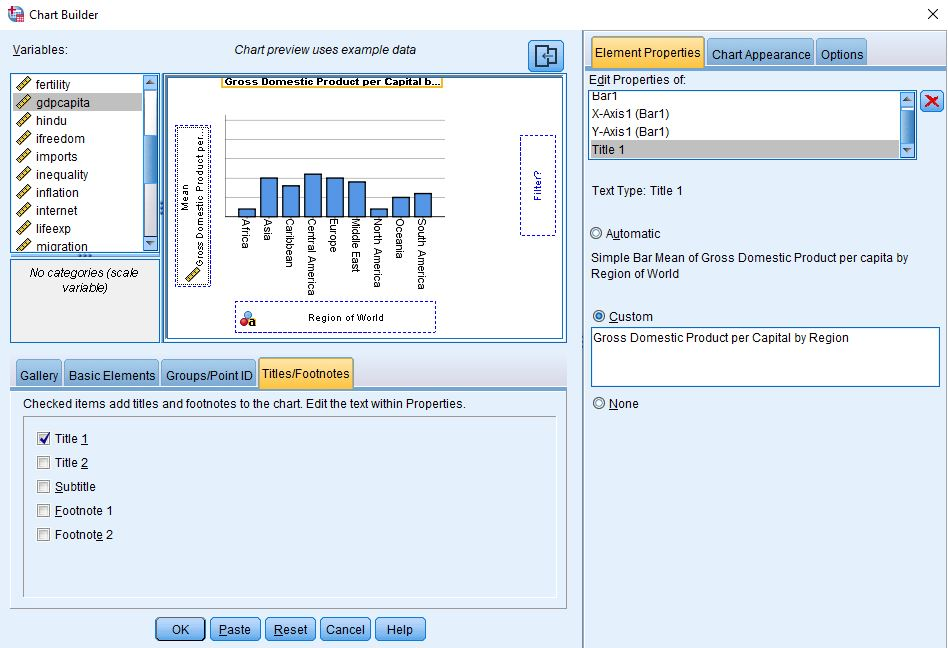 Chart Builder
Variables:
Chart preview uses example data
fertility
gdpcapita
hindu
ifreedom
imports
inequality
inflation
internet
lifeexp
migration
No categories (scale
variable)
Gross Domestic Product per Capital b...
Mean
Gross Domestic Product per...
Africa
Asia
Caribbean
Central America
Europe
Middle East
North America
Oceania
South America
Filter?
Region of World
Gallery
Basic Elements
Groups/Point ID
Titles/Footnotes
Checked items add titles and footnotes to the chart. Edit the text within Properties.
Title 1
Title 2
Subtitle
Footnote 1
Footnote 2
OK
Paste
Reset
Cancel
Help
Element Properties
Chart Appearance
Options
Edit Properties of:
Bar1
X-Axis1 (Bar1)
Y-Axis1 (Bar1)
Title 1
Text Type: Title 1
Automatic
Simple Bar Mean of Gross Domestic Product per capita by
Region of World
Custom
Gross Domestic Product per Capital by Region
None